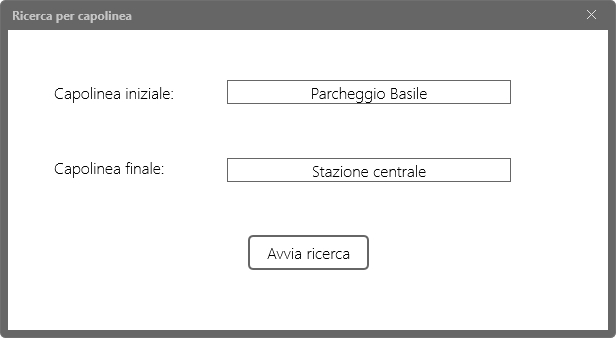 Ricerca per capolinea
Capolinea iniziale: Parcheggio Basile
Capolinea finale: Stazione centrale
Avvia ricerca